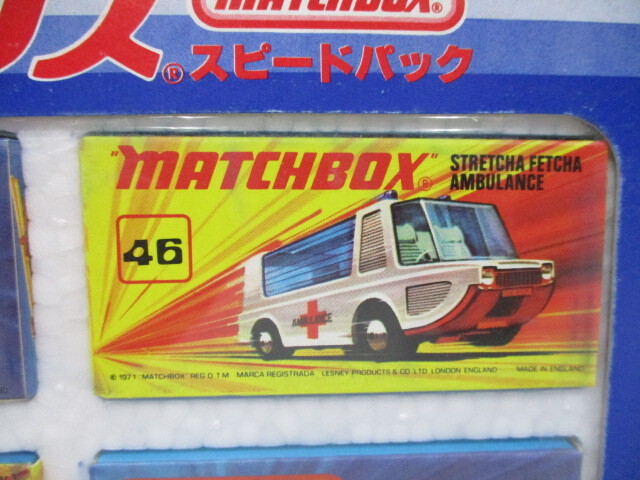 MATCHBOX®
ス
®スピードパック
"MATCHBOX"® STRETCHA FETCHA
AMBULANCE
46
AMBULANCE
© 1971 "MATCHBOX" REG'D T M MARCA REGISTRADA LESNEY PRODUCTS & CO LTD LONDON ENGLAND MADE IN ENGLAND